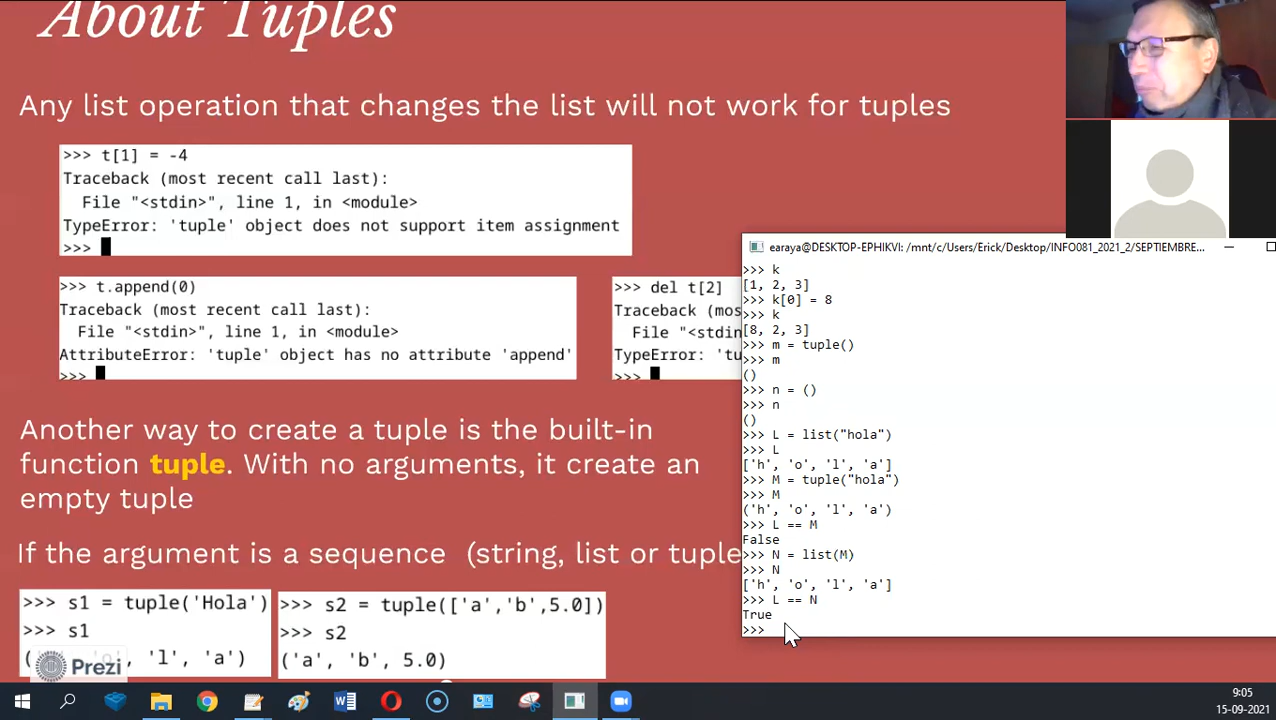 About Tuples
Any list operation that changes the list will not work for tuples
>>> t[1] = -4
Traceback (most recent call last):
File "<stdin>", line 1, in <module>
TypeError: 'tuple' object does not support item assignment
>>>
>>> t.append(0)
Traceback (most recent call last):
File "<stdin>", line 1, in <module>
AttributeError: 'tuple' object has no attribute 'append'
>>>
>>> del t[2]
Traceback (mos
File "<stdin
TypeError: 'tu
>>>
Another way to create a tuple is the built-in
function tuple. With no arguments, it create an
empty tuple
If the argument is a sequence (string, list or tuple
>>> s1 = tuple('Hola')
>>> s1
'l', 'a')
>>> s2 = tuple(['a','b',5.0])
>>> s2
('a', 'b', 5.0)
Prezi
earaya@DESKTOP-EPHIKVI: /mnt/c/Users/Erick/Desktop/INFO081_2021_2/SEPTIEMBRE...
>>> k
[1, 2, 3]
>>> k[0] = 8
>>> k
[8, 2, 3]
>>> m = tuple()
>>> m
()
>>> n = ()
>>> n
()
>>> L = list("hola")
>>> L
['h', 'o', 'l', 'a']
>>> M = tuple("hola")
>>> M
('h', 'o', 'l', 'a')
>>> L == M
False
>>> N = list(M)
>>> N
['h', 'o', 'l', 'a']
>>> L == N
True
>>>
9:05
15-09-2021